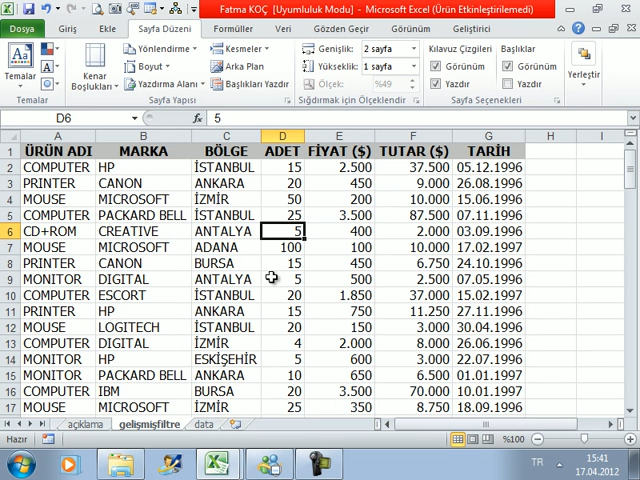 Fatma KOÇ [Uyumluluk Modu] - Microsoft Excel (Ürün Etkinleştirilemedi)
Dosya Giriş Ekle Sayfa Düzeni Formüller Veri Gözden Geçir Görünüm Geliştirici
Temalar
Temalar
Kenar Boşlukları
Yönlendirme
Boyut
Yazdırma Alanı
Kesmeler
Arka Plan
Başlıkları Yazdır
Sayfa Yapısı
Genişlik: 2 sayfa
Yükseklik: 1 sayfa
Ölçek: %49
Sığdırmak için Ölçeklendir
Kılavuz Çizgileri
Görünüm
Yazdır
Başlıklar
Görünüm
Yazdır
Sayfa Seçenekleri
Yerleştir
D6 fx 5
A B C D E F G H I
1 ÜRÜN ADI MARKA BÖLGE ADET FİYAT ($) TUTAR ($) TARİH
2 COMPUTER HP İSTANBUL 15 2.500 37.500 05.12.1996
3 PRINTER CANON ANKARA 20 450 9.000 26.08.1996
4 MOUSE MICROSOFT İZMİR 50 200 10.000 15.06.1996
5 COMPUTER PACKARD BELL İSTANBUL 25 3.500 87.500 07.11.1996
6 CD+ROM CREATIVE ANTALYA 5 400 2.000 03.09.1996
7 MOUSE MICROSOFT ADANA 100 100 10.000 17.02.1997
8 PRINTER CANON BURSA 15 450 6.750 24.10.1996
9 MONITOR DIGITAL ANTALYA 5 500 2.500 07.05.1996
10 COMPUTER ESCORT İSTANBUL 20 1.850 37.000 15.02.1997
11 PRINTER HP ANKARA 15 750 11.250 27.11.1996
12 MOUSE LOGITECH İSTANBUL 20 150 3.000 30.04.1996
13 COMPUTER DIGITAL İZMİR 4 2.000 8.000 26.06.1996
14 MONITOR HP ESKİŞEHİR 5 600 3.000 22.07.1996
15 MONITOR PACKARD BELL ANKARA 10 650 6.500 01.01.1997
16 COMPUTER IBM BURSA 20 3.500 70.000 10.01.1997
17 MOUSE MICROSOFT İZMİR 25 350 8.750 18.09.1996
açıklama gelişmişfiltre data
Hazır %100
TR 15:41
17.04.2012